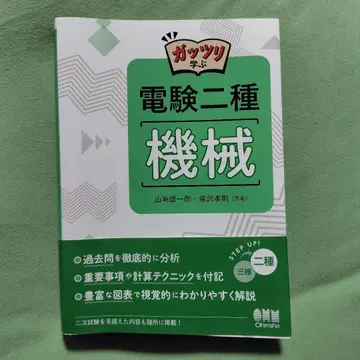 ガッツリ
学ぶ
電験二種
機械
山崎雄一郎・塩沢孝則（共著）
過去問を徹底的に分析
重要事項や計算テクニックを付記
豊富な図表で視覚的にわかりやすく解説
STEP UP!
三種
二種
二次試験を見据えた内容も随所に掲載!
Ohmsha